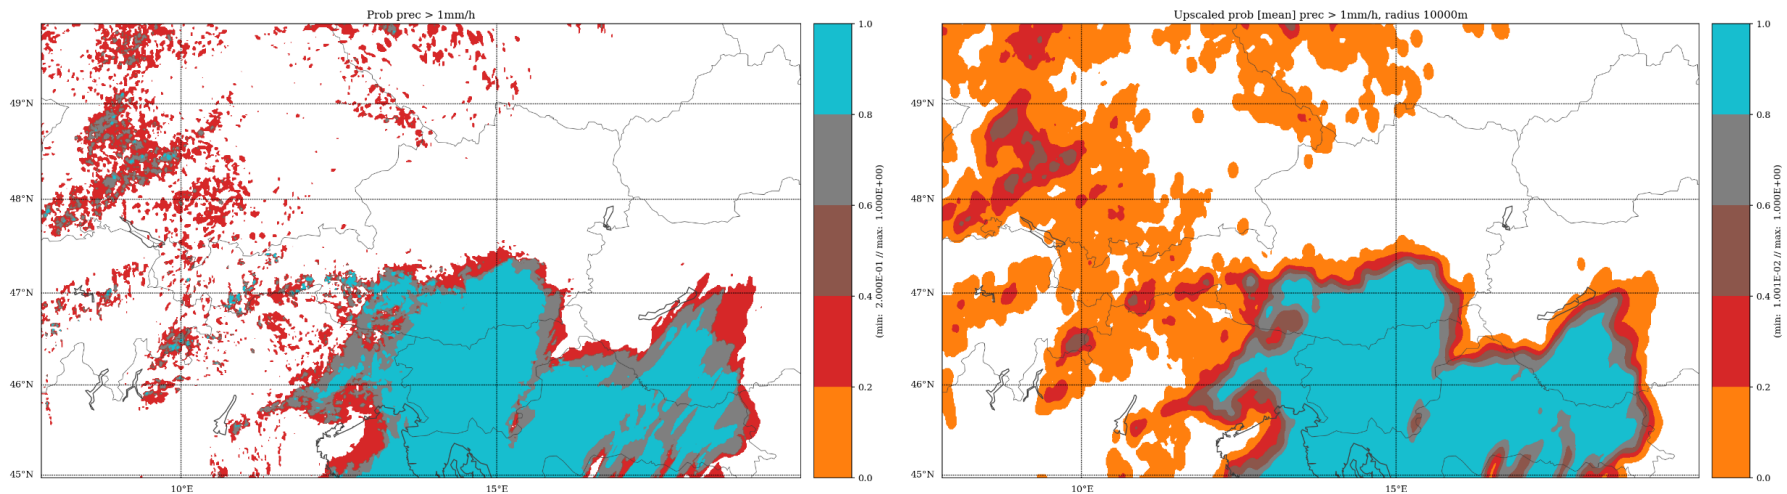 Prob prec > 1mm/h
49°N
48°N
47°N
46°N
45°N
10°E
15°E
1.0
0.8
0.6
0.4
0.2
0.0
(min: 2.000E-01 // max: 1.000E+00)
Upscaled prob [mean] prec > 1mm/h, radius 10000m
49°N
48°N
47°N
46°N
45°N
10°E
15°E
1.0
0.8
0.6
0.4
0.2
0.0
(min: 1.001E-02 // max: 1.000E+00)